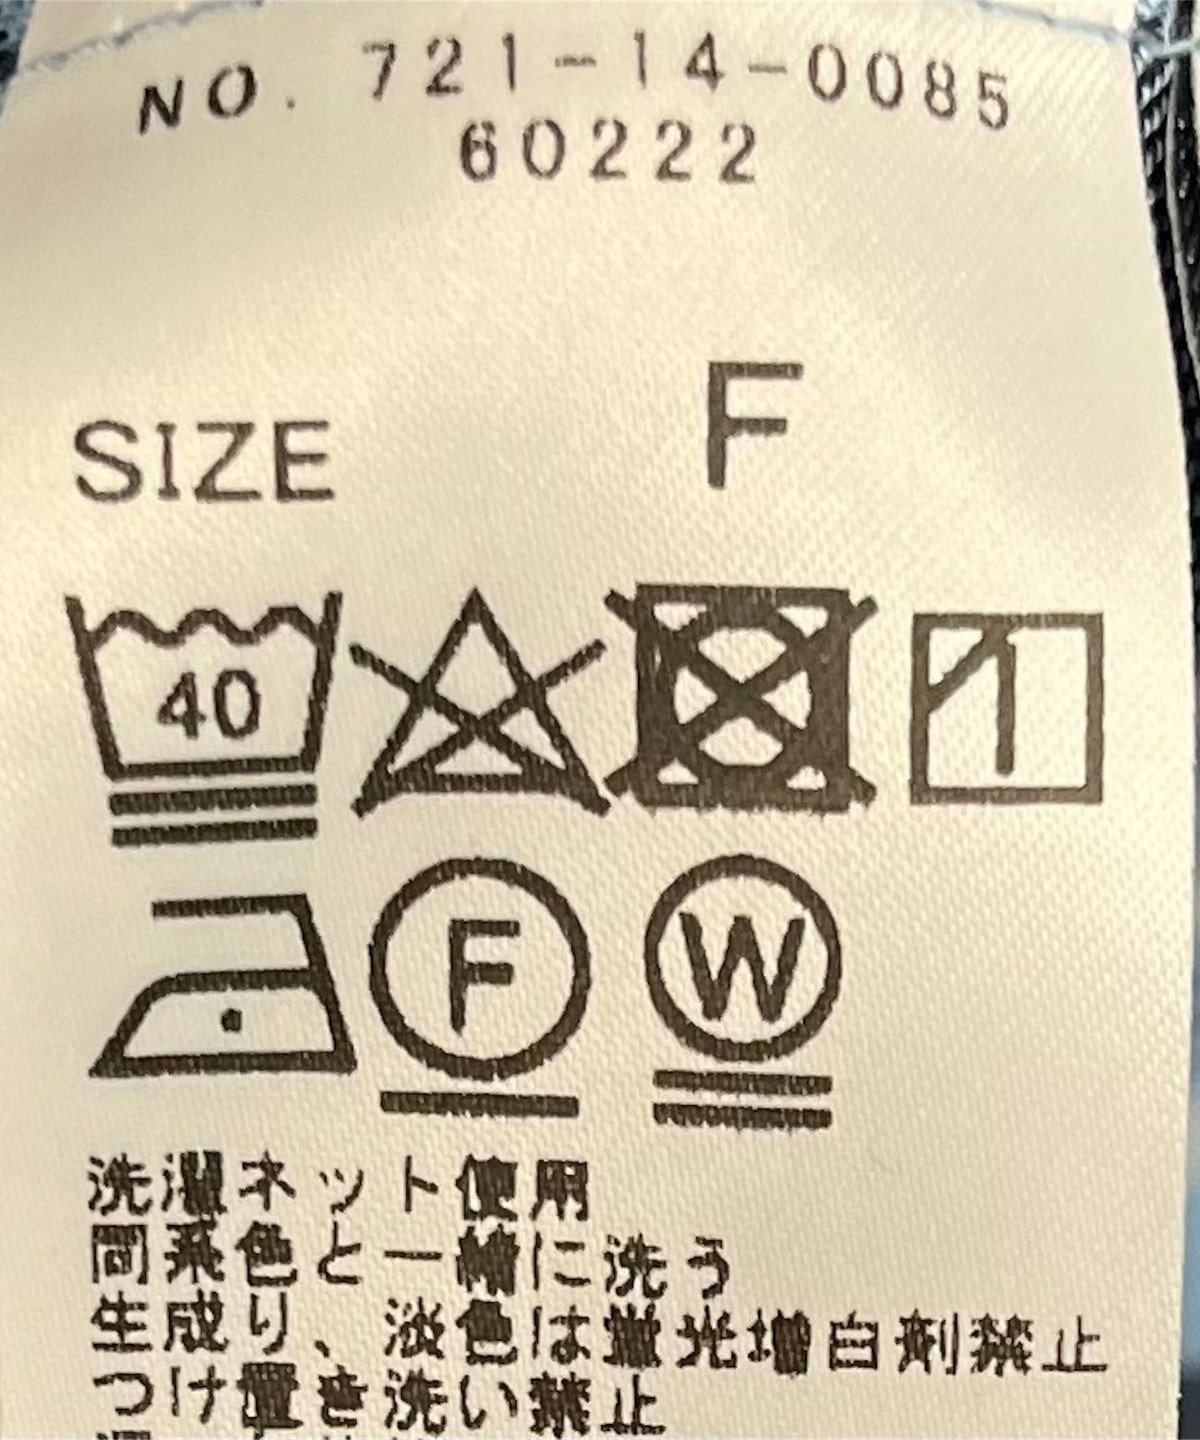 NO. 721-14-0085
60222
SIZE F
40
F W
洗濯ネット使用
同系色と一緒に洗う
生成り、淡色は蛍光増白剤禁止
つけ置き洗い禁止